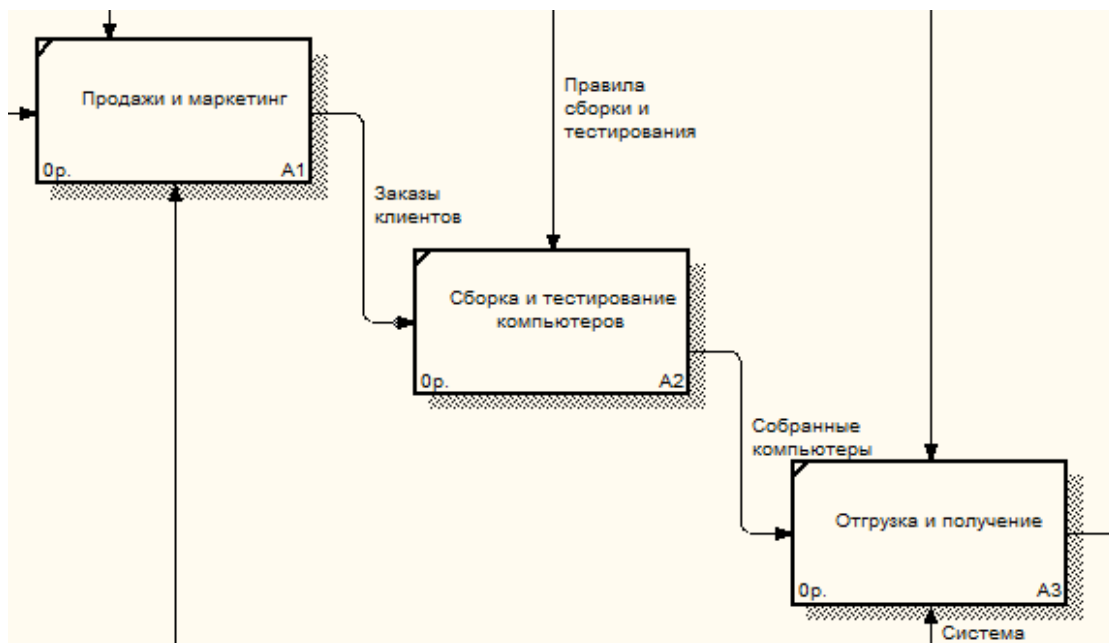 Продажи и маркетинг
0р.
A1
Правила
сборки и
тестирования
Заказы
клиентов
Сборка и тестирование
компьютеров
0р.
A2
Собранные
компьютеры
Отгрузка и получение
0р.
A3
Система